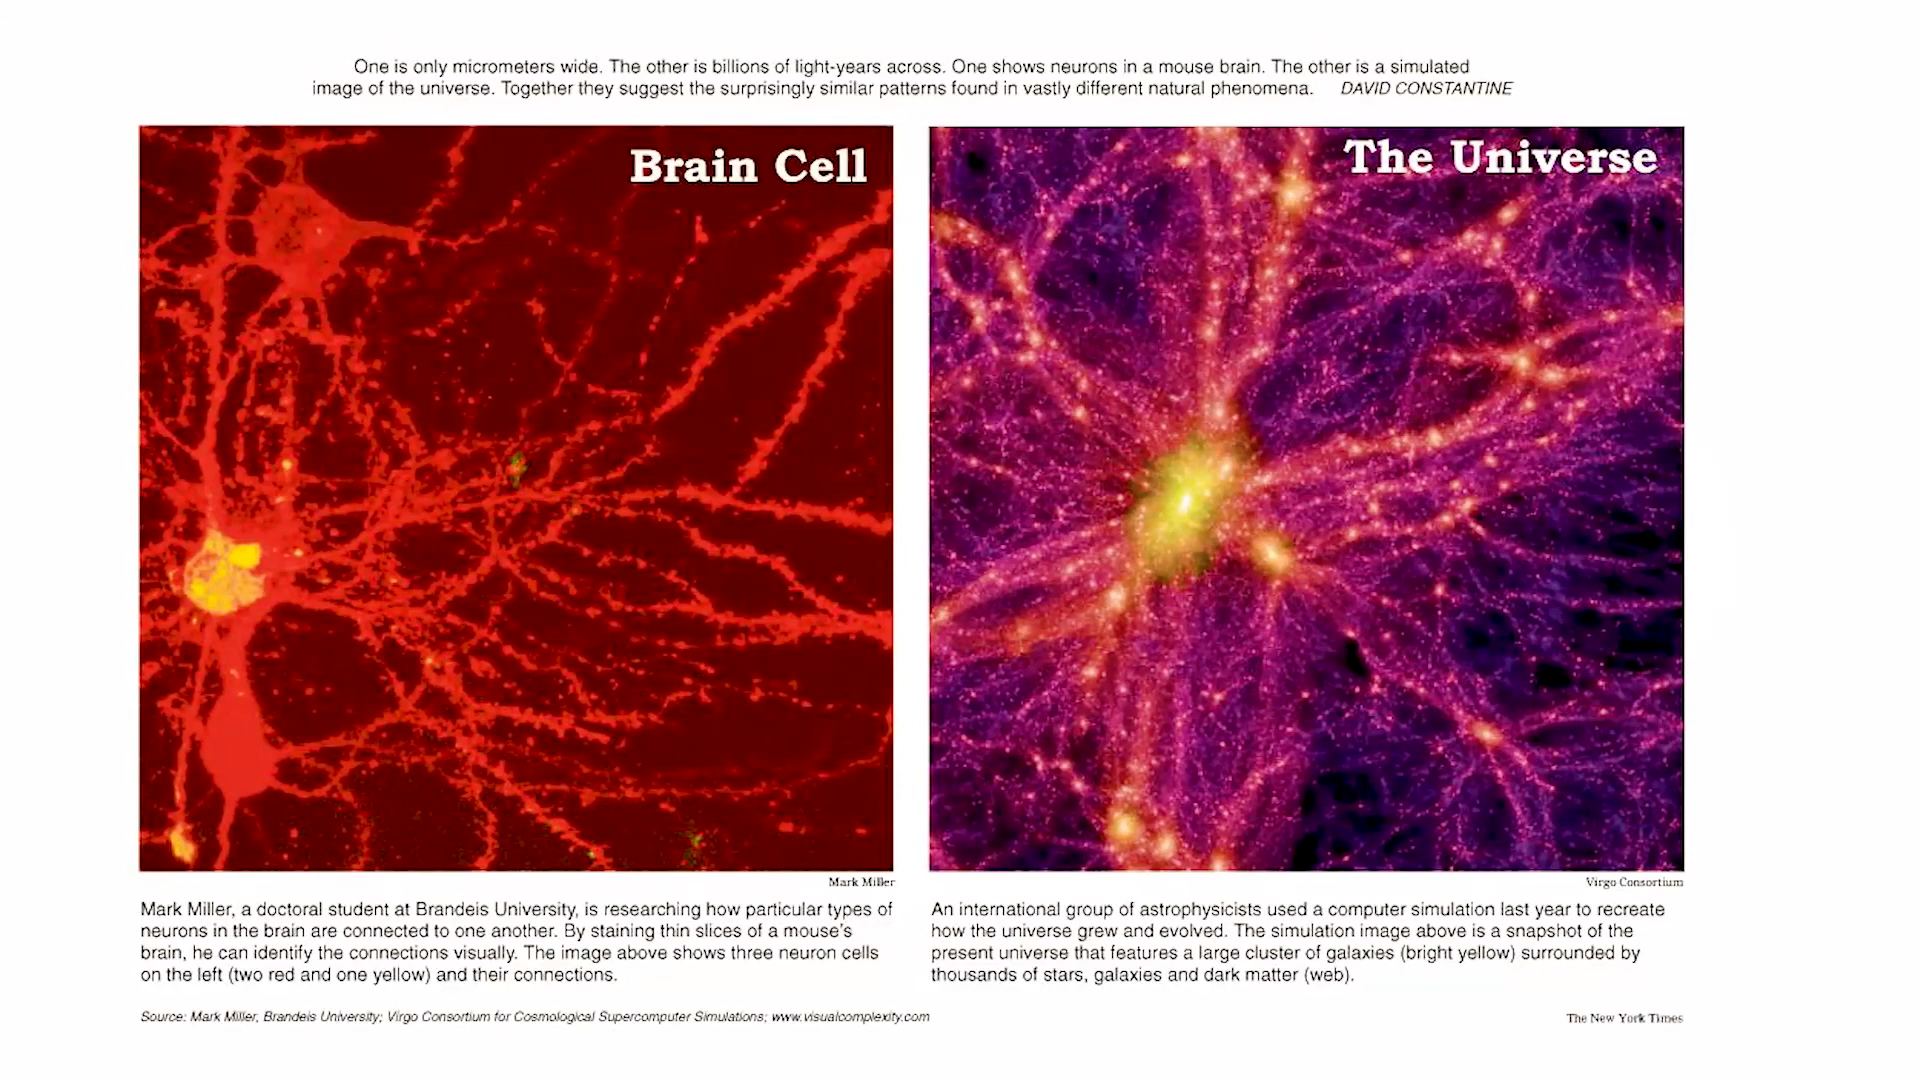 One is only micrometers wide. The other is billions of light-years across. One shows neurons in a mouse brain. The other is a simulated
image of the universe. Together they suggest the surprisingly similar patterns found in vastly different natural phenomena. DAVID CONSTANTINE
Brain Cell
The Universe
Mark Miller
Virgo Consortium
Mark Miller, a doctoral student at Brandeis University, is researching how particular types of
neurons in the brain are connected to one another. By staining thin slices of a mouse's
brain, he can identify the connections visually. The image above shows three neuron cells
on the left (two red and one yellow) and their connections.
An international group of astrophysicists used a computer simulation last year to recreate
how the universe grew and evolved. The simulation image above is a snapshot of the
present universe that features a large cluster of galaxies (bright yellow) surrounded by
thousands of stars, galaxies and dark matter (web).
Source: Mark Miller, Brandeis University; Virgo Consortium for Cosmological Supercomputer Simulations; www.visualcomplexity.com
The New York Times